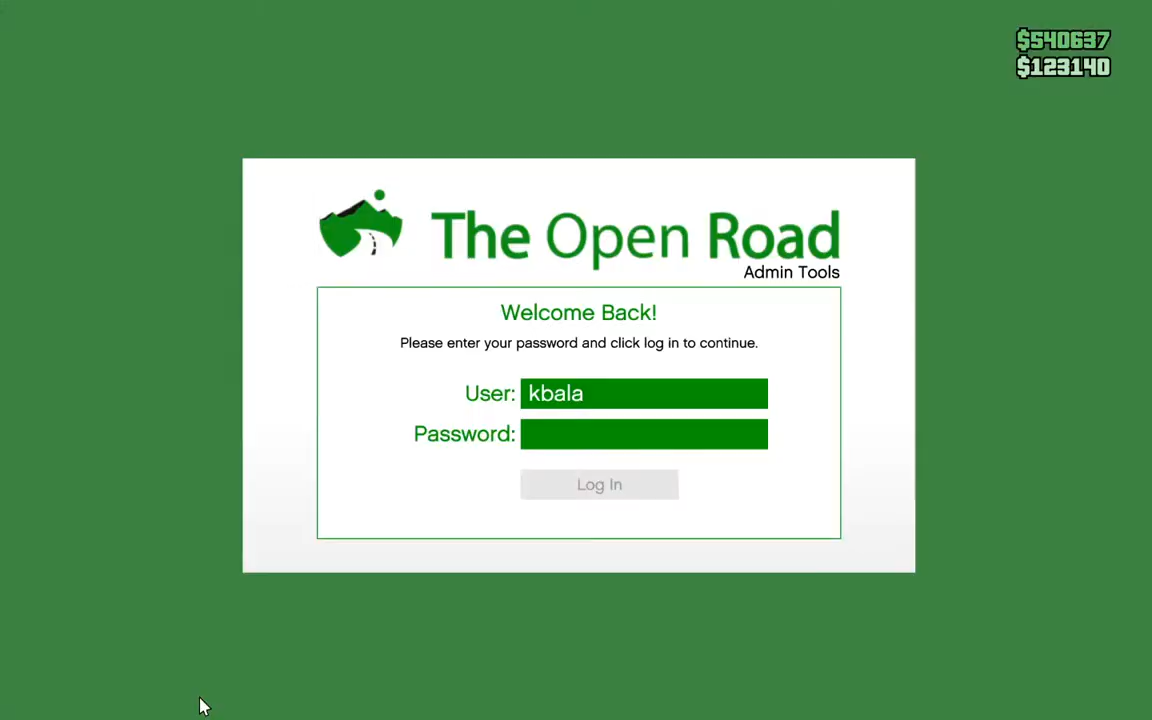 $540637
$123140
The Open Road
Admin Tools
Welcome Back!
Please enter your password and click log in to continue.
User: kbala
Password:
Log In